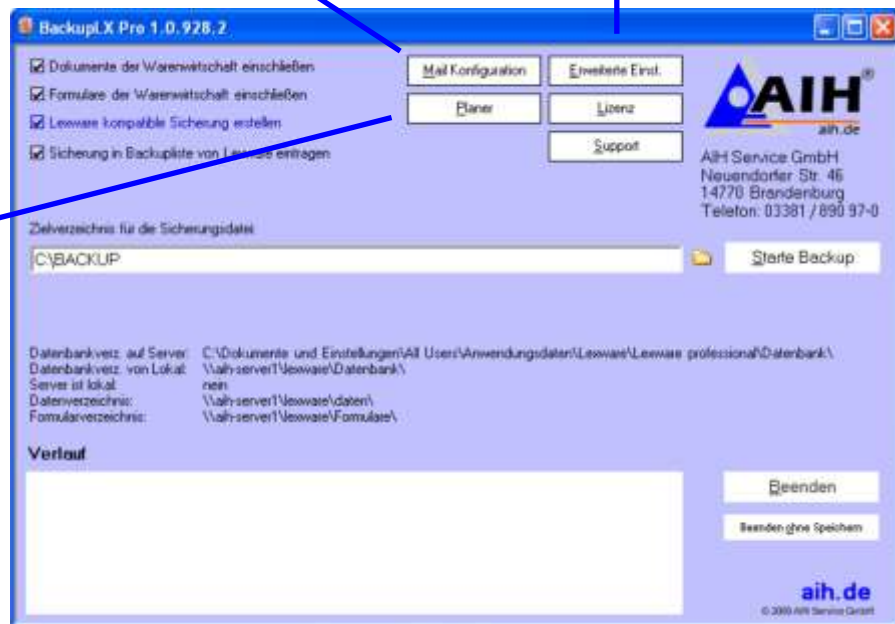 BackupLX Pro 1.0.928.2
Dokumente der Warenwirtschaft einschließen
Formulare der Warenwirtschaft einschließen
Lexware kompatible Sicherung erstellen
Sicherung in Backupliste von Lexware eintragen
Mail Konfiguration
Erweiterte Einst.
Planer
Lizenz
Support
AIH®
aih.de
AIH Service GmbH
Neuendorfer Str. 46
14770 Brandenburg
Telefon: 03381 / 890 97-0
Zielverzeichnis für die Sicherungsdatei
C:\BACKUP
Starte Backup
Datenbankverz. auf Server: C:\Dokumente und Einstellungen\All Users\Anwendungsdaten\Lexware\Lexware professional\Datenbank\
Datenbankverz. von Lokal: \\aih-server1\lexware\Datenbank\
Server ist lokal: nein
Datenverzeichnis: \\aih-server1\lexware\daten\
Formularverzeichnis: \\aih-server1\lexware\Formulare\
Verlauf
Beenden
Beenden ohne Speichern
aih.de
© 2009 AIH Service GmbH